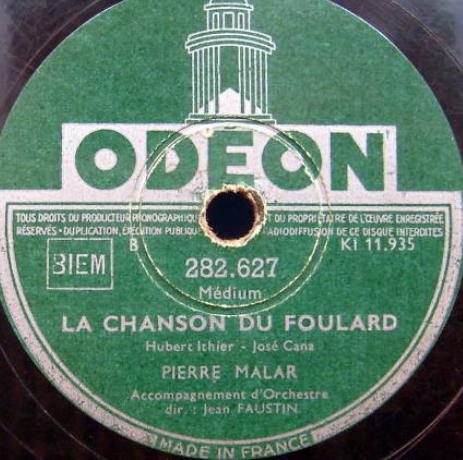 ODEON
TOUS DROITS DU PRODUCTEUR PHONOGRAPHIQUE ET DU PROPRIÉTAIRE DE L'ŒUVRE ENREGISTRÉE
RÉSERVÉS • DUPLICATION, EXÉCUTION PUBLIQUE RADIODIFFUSION DE CE DISQUE INTERDITES
B KI 11.935
BIEM 282.627
Médium
LA CHANSON DU FOULARD
Hubert Ithier - José Cana
PIERRE MALAR
Accompagnement d'Orchestre
dir. : Jean FAUSTIN
MADE IN FRANCE